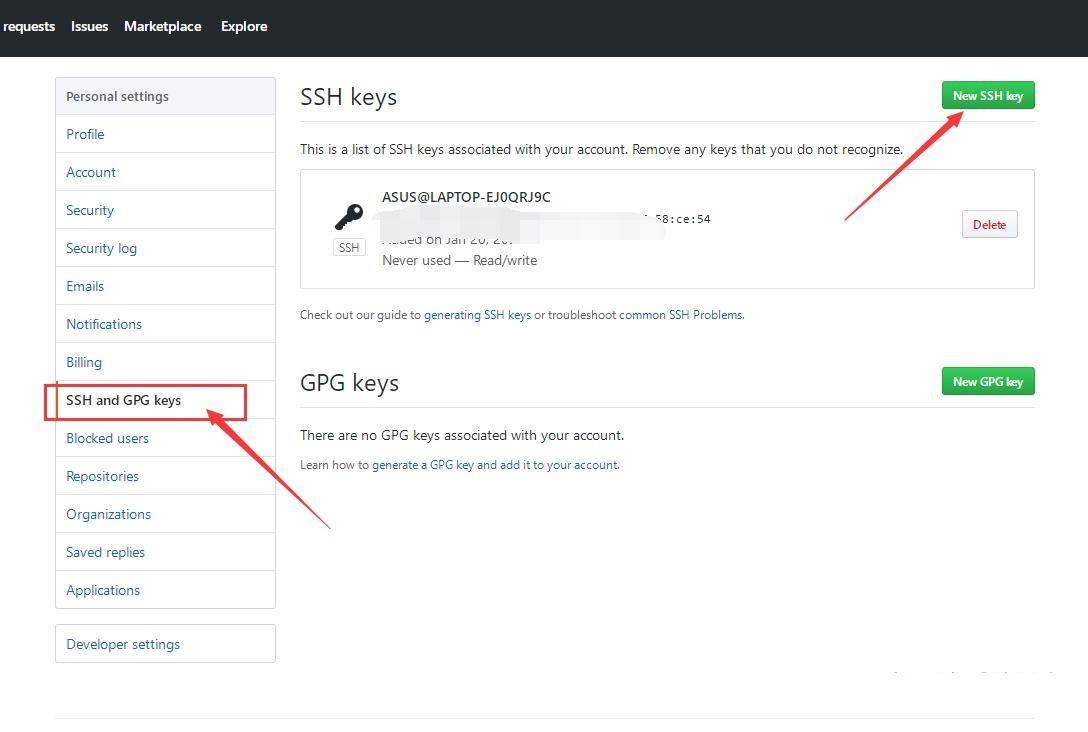 requests Issues Marketplace Explore
Personal settings
Profile
Account
Security
Security log
Emails
Notifications
Billing
SSH and GPG keys
Blocked users
Repositories
Organizations
Saved replies
Applications
Developer settings
SSH keys
New SSH key
This is a list of SSH keys associated with your account. Remove any keys that you do not recognize.
ASUS@LAPTOP-EJ0QRJ9C
58:ce:54
SSH
Added on Jan 20,
Never used — Read/write
Delete
Check out our guide to generating SSH keys or troubleshoot common SSH Problems.
GPG keys
New GPG key
There are no GPG keys associated with your account.
Learn how to generate a GPG key and add it to your account.